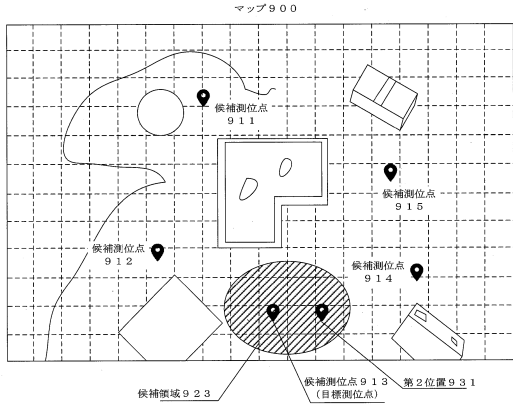 マップ９００
候補測位点
９１１
候補測位点
９１５
候補測位点
９１２
候補測位点
９１４
候補領域９２３
候補測位点９１３
（目標測位点）
第２位置９３１